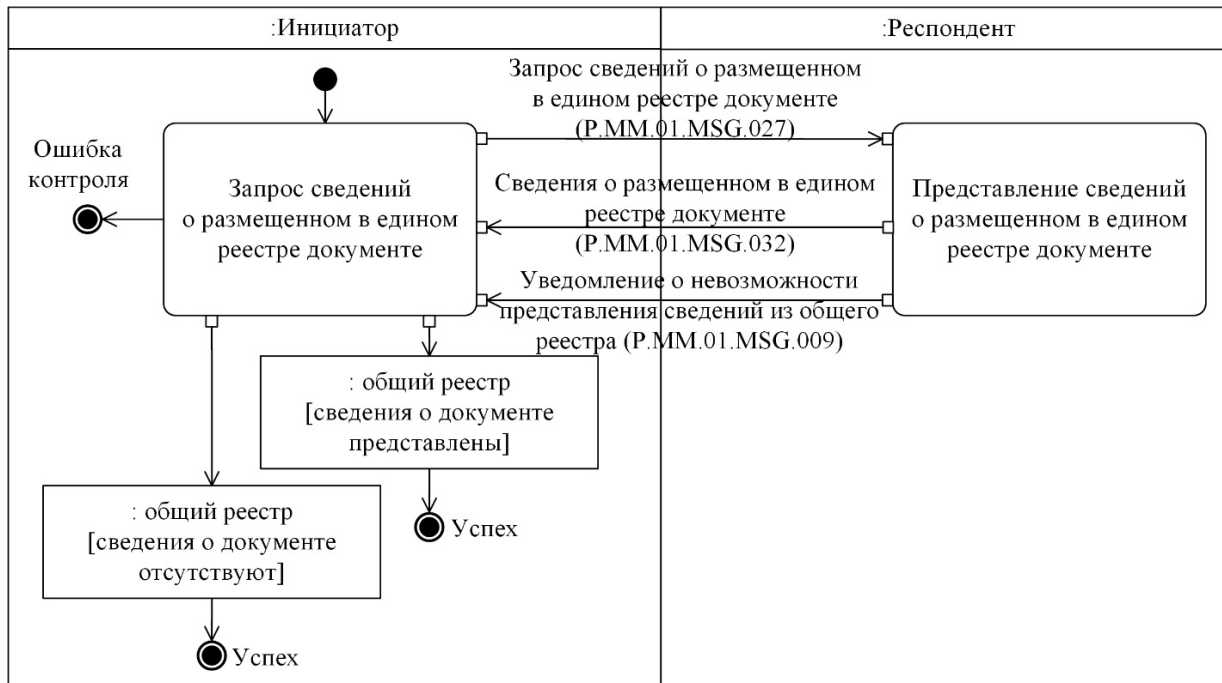 :Инициатор
:Респондент
Запрос сведений о размещенном
в едином реестре документе
(P.MM.01.MSG.027)
Ошибка
контроля
Запрос сведений
о размещенном в едином
реестре документе
Сведения о размещенном в едином
реестре документе
(P.MM.01.MSG.032)
Представление сведений
о размещенном в едином
реестре документе
Уведомление о невозможности
представления сведений из общего
реестра (P.MM.01.MSG.009)
: общий реестр
[сведения о документе
представлены]
Успех
: общий реестр
[сведения о документе
отсутствуют]
Успех